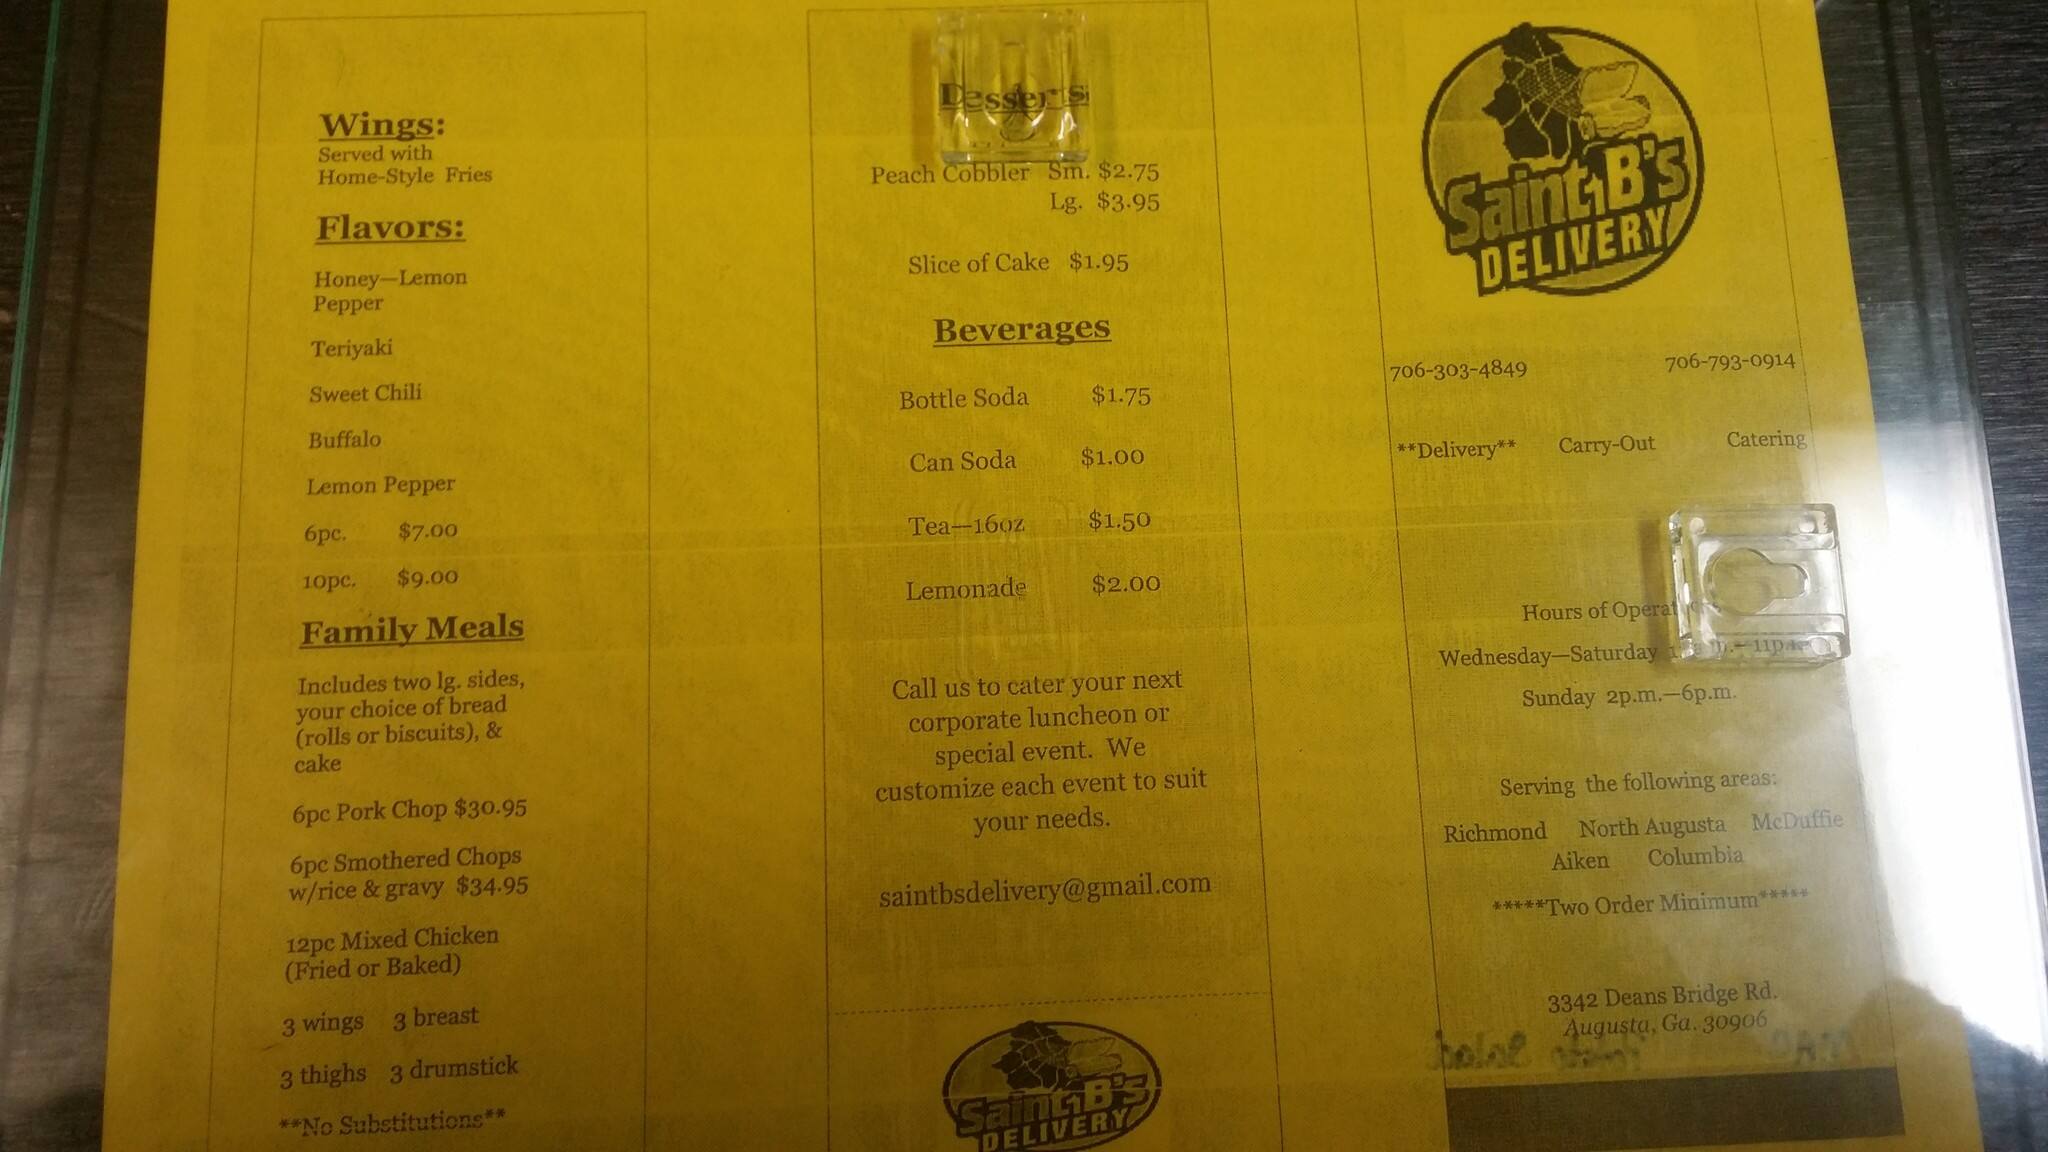 Wings:
Served with
Home-Style Fries
Flavors:
Honey—Lemon
Pepper
Teriyaki
Sweet Chili
Buffalo
Lemon Pepper
6pc. $7.00
10pc. $9.00
Family Meals
Includes two lg. sides,
your choice of bread
(rolls or biscuits), &
cake
6pc Pork Chop $30.95
6pc Smothered Chops
w/rice & gravy $34.95
12pc Mixed Chicken
(Fried or Baked)
3 wings 3 breast
3 thighs 3 drumstick
**No Substitutions**
Desserts
Peach Cobbler Sm. $2.75
Lg. $3.95
Slice of Cake $1.95
Beverages
Bottle Soda $1.75
Can Soda $1.00
Tea—16oz $1.50
Lemonade $2.00
Call us to cater your next
corporate luncheon or
special event. We
customize each event to suit
your needs.
saintbsdelivery@gmail.com
Saint B's
DELIVERY
Saint B's
DELIVERY
706-303-4849 706-793-0914
**Delivery** Carry-Out Catering
Hours of
Wednesday—Saturday
Sunday 2p.m.—6p.m.
Serving the following areas:
Richmond North Augusta McDuffie
Aiken Columbia
*****Two Order Minimum*****
3342 Deans Bridge Rd.
Augusta, Ga. 30906